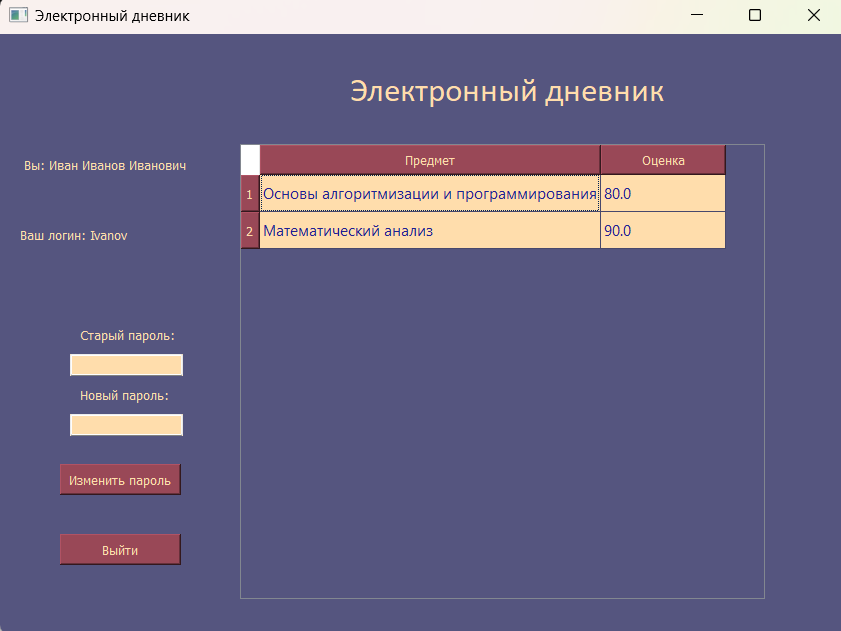 Электронный дневник
Электронный дневник
Вы: Иван Иванов Иванович
Ваш логин: Ivanov
Старый пароль:
Новый пароль:
Изменить пароль
Выйти
Предмет Оценка
1 Основы алгоритмизации и программирования 80.0
2 Математический анализ 90.0